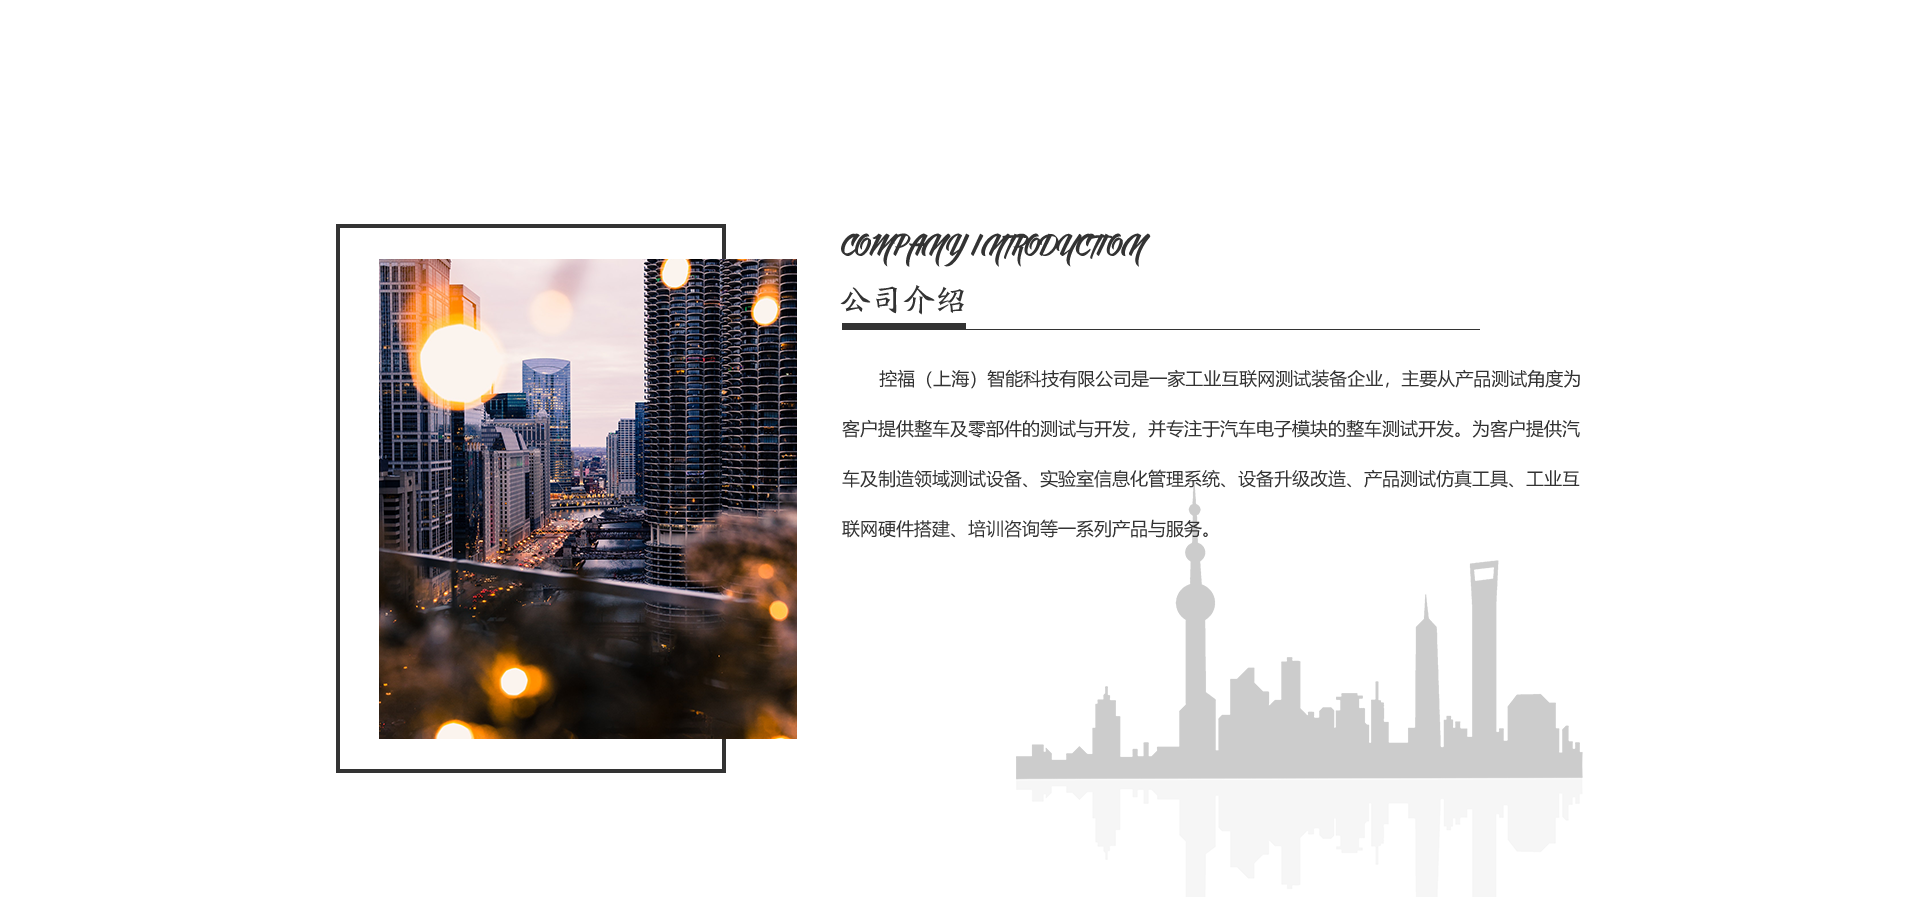 COMPANY INTRODUCTION
公司介绍
控福（上海）智能科技有限公司是一家工业互联网测试装备企业，主要从产品测试角度为
客户提供整车及零部件的测试与开发，并专注于汽车电子模块的整车测试开发。为客户提供汽
车及制造领域测试设备、实验室信息化管理系统、设备升级改造、产品测试仿真工具、工业互
联网硬件搭建、培训咨询等一系列产品与服务。